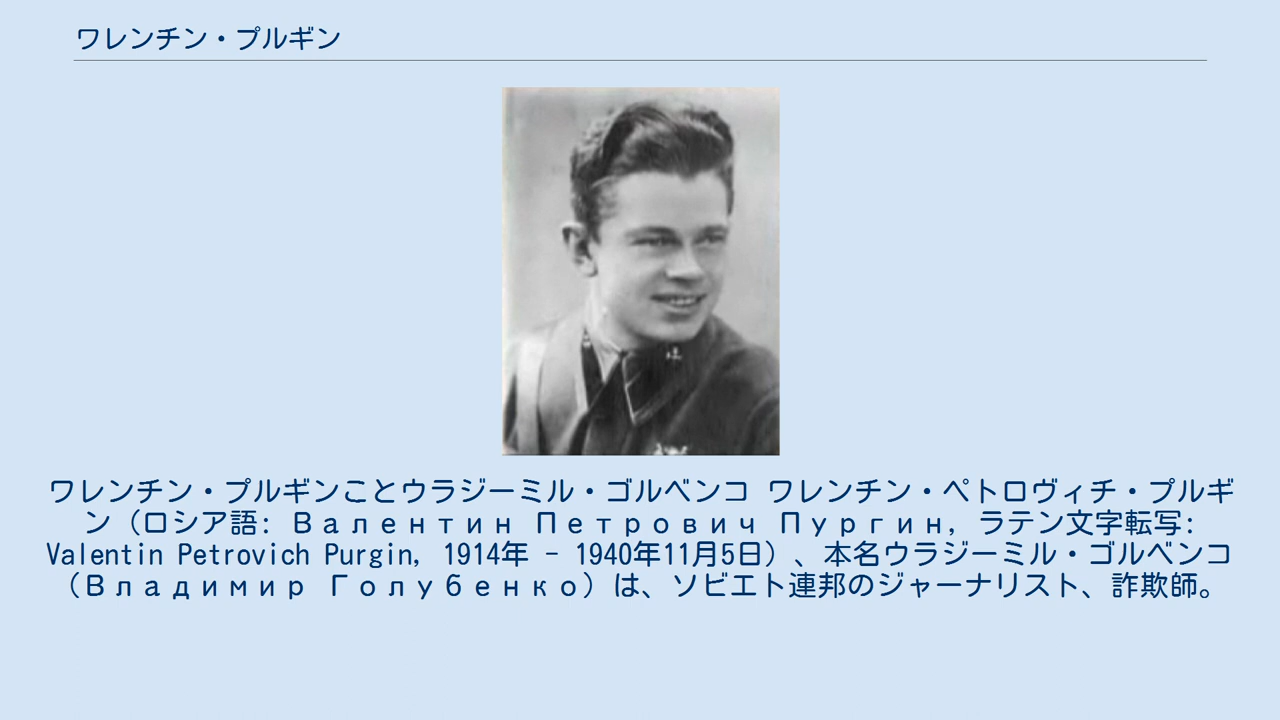 ワレンチン・プルギン
ワレンチン・プルギンことウラジーミル・ゴルベンコ ワレンチン・ペトロヴィチ・プルギ
ン（ロシア語: Валентин Петрович Пургин, ラテン文字転写:
Valentin Petrovich Purgin, 1914年 - 1940年11月5日）、本名ウラジーミル・ゴルベンコ
（Владимир Голубенко）は、ソビエト連邦のジャーナリスト、詐欺師。